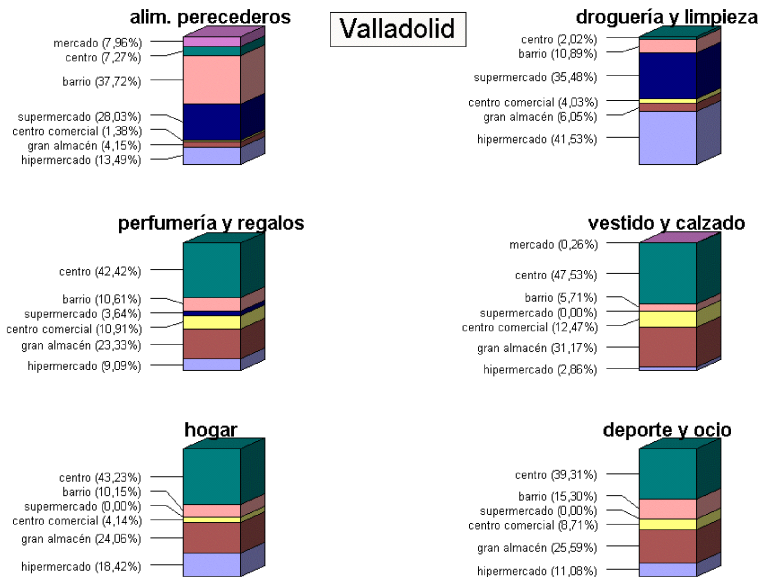 Valladolid
alim. perecederos
mercado (7,96%)
centro (7,27%)
barrio (37,72%)
supermercado (28,03%)
centro comercial (1,38%)
gran almacén (4,15%)
hipermercado (13,49%)
droguería y limpieza
centro (2,02%)
barrio (10,89%)
supermercado (35,48%)
centro comercial (4,03%)
gran almacén (6,05%)
hipermercado (41,53%)
perfumería y regalos
centro (42,42%)
barrio (10,61%)
supermercado (3,64%)
centro comercial (10,91%)
gran almacén (23,33%)
hipermercado (9,09%)
vestido y calzado
mercado (0,26%)
centro (47,53%)
barrio (5,71%)
supermercado (0,00%)
centro comercial (12,47%)
gran almacén (31,17%)
hipermercado (2,86%)
hogar
centro (43,23%)
barrio (10,15%)
supermercado (0,00%)
centro comercial (4,14%)
gran almacén (24,06%)
hipermercado (18,42%)
deporte y ocio
centro (39,31%)
barrio (15,30%)
supermercado (0,00%)
centro comercial (8,71%)
gran almacén (25,59%)
hipermercado (11,08%)